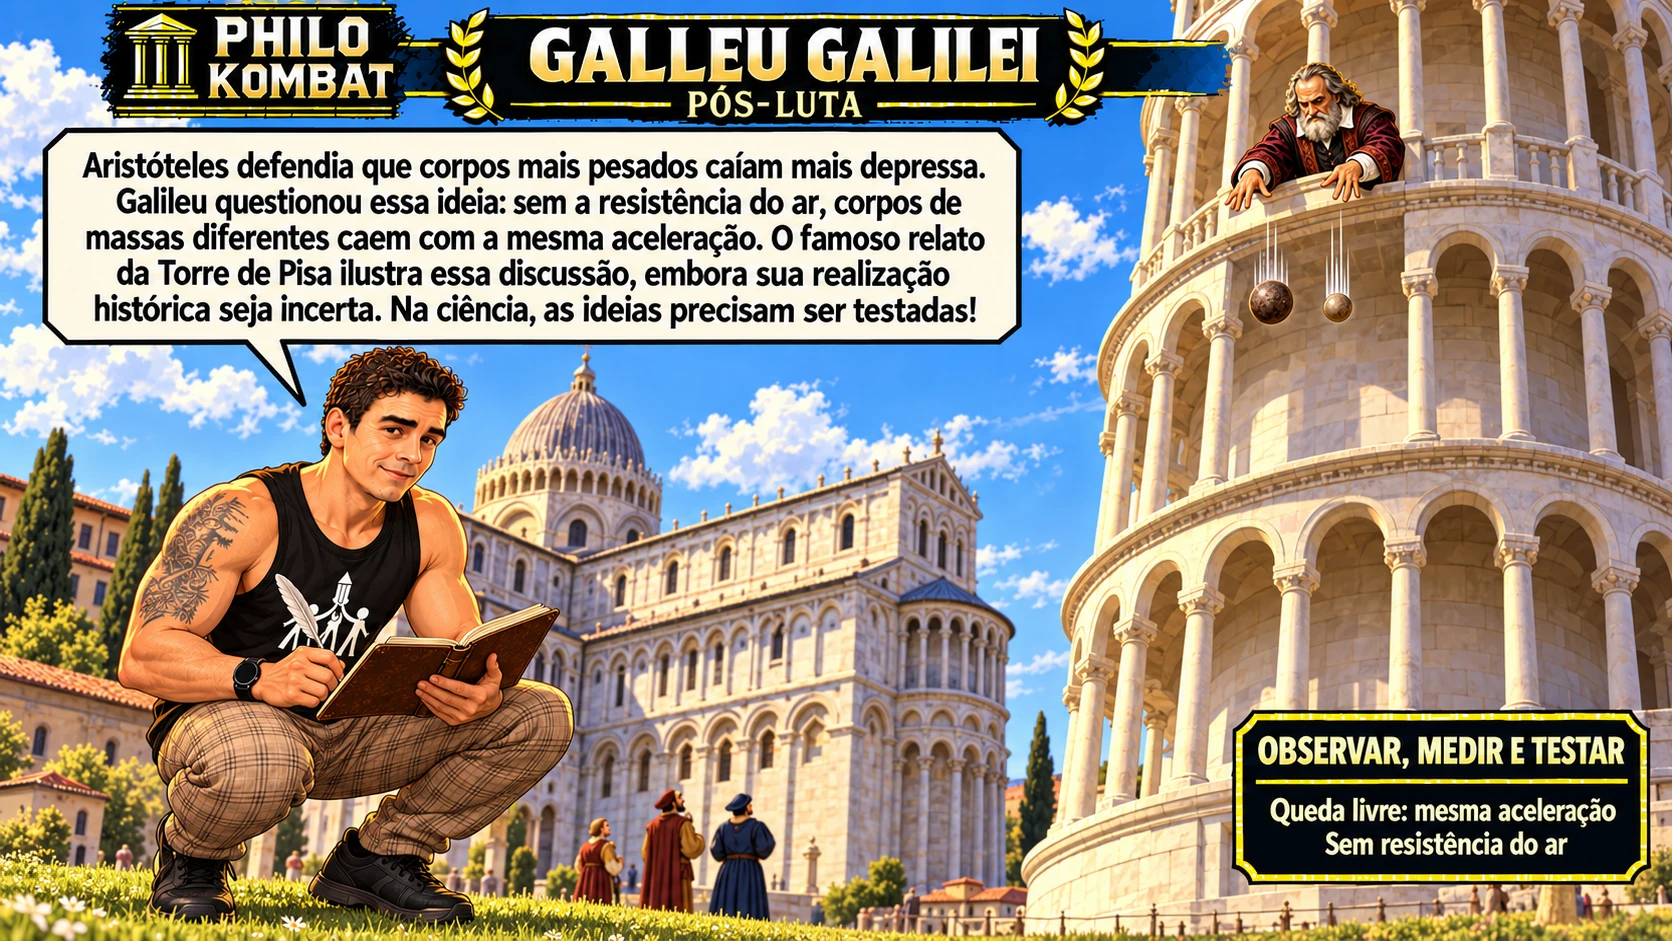 PHILO
KOMBAT
GALLEU GALILEI
PÓS-LUTA
Aristóteles defendia que corpos mais pesados caíam mais depressa.
Galileu questionou essa ideia: sem a resistência do ar, corpos de
massas diferentes caem com a mesma aceleração. O famoso relato
da Torre de Pisa ilustra essa discussão, embora sua realização
histórica seja incerta. Na ciência, as ideias precisam ser testadas!
OBSERVAR, MEDIR E TESTAR
Queda livre: mesma aceleração
Sem resistência do ar